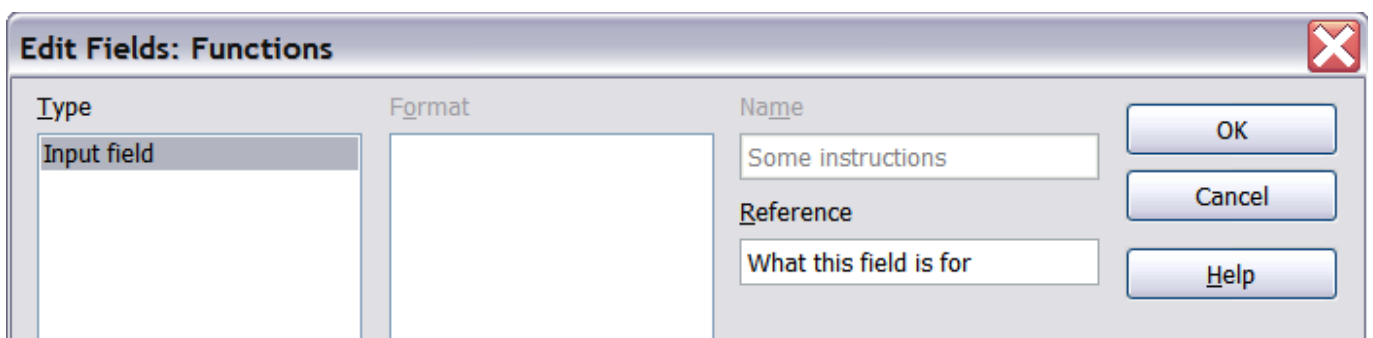 Edit Fields: Functions
Type
Input field
Format
Name
Some instructions
Reference
What this field is for
OK
Cancel
Help